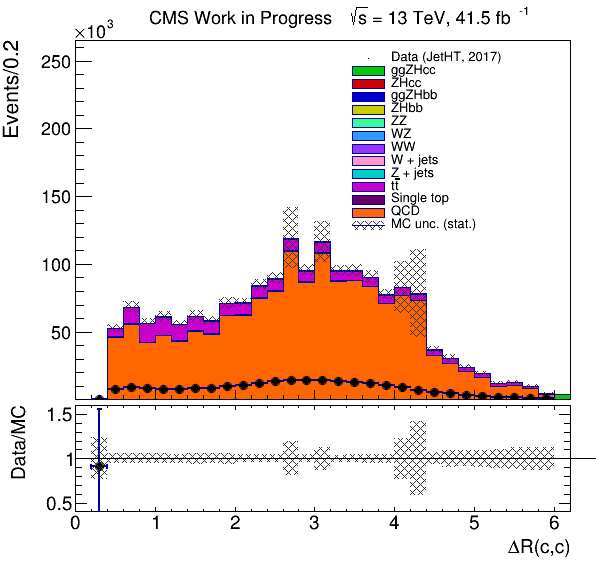 CMS Work in Progress √s = 13 TeV, 41.5 fb⁻¹
×10³
Events/0.2
250
200
150
100
50
Data (JetHT, 2017)
ggZHcc
ZHcc
ggZHbb
ZHbb
ZZ
WZ
WW
W + jets
Z + jets
tt̄
Single top
QCD
MC unc. (stat.)
Data/MC
1.5
1
0.5
0 1 2 3 4 5 6
ΔR(c,c)